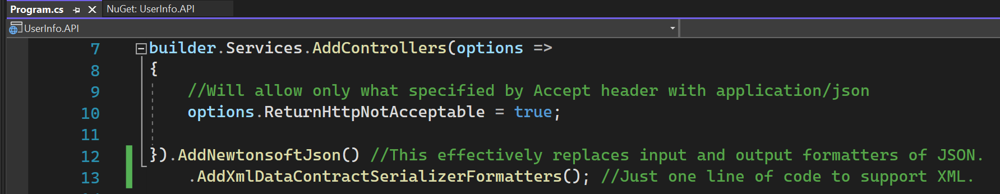 Program.cs
NuGet: UserInfo.API
UserInfo.API
7 builder.Services.AddControllers(options =>
8 {
9 //Will allow only what specified by Accept header with application/json
10 options.ReturnHttpNotAcceptable = true;
11
12 }).AddNewtonsoftJson() //This effectively replaces input and output formatters of JSON.
13 .AddXmlDataContractSerializerFormatters(); //Just one line of code to support XML.